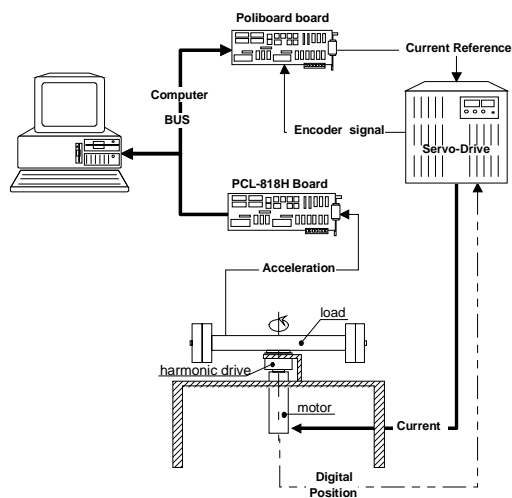 Poliboard board
Current Reference
Computer
BUS
Encoder signal
Servo-Drive
PCL-818H Board
Acceleration
load
harmonic drive
motor
Current
Digital
Position